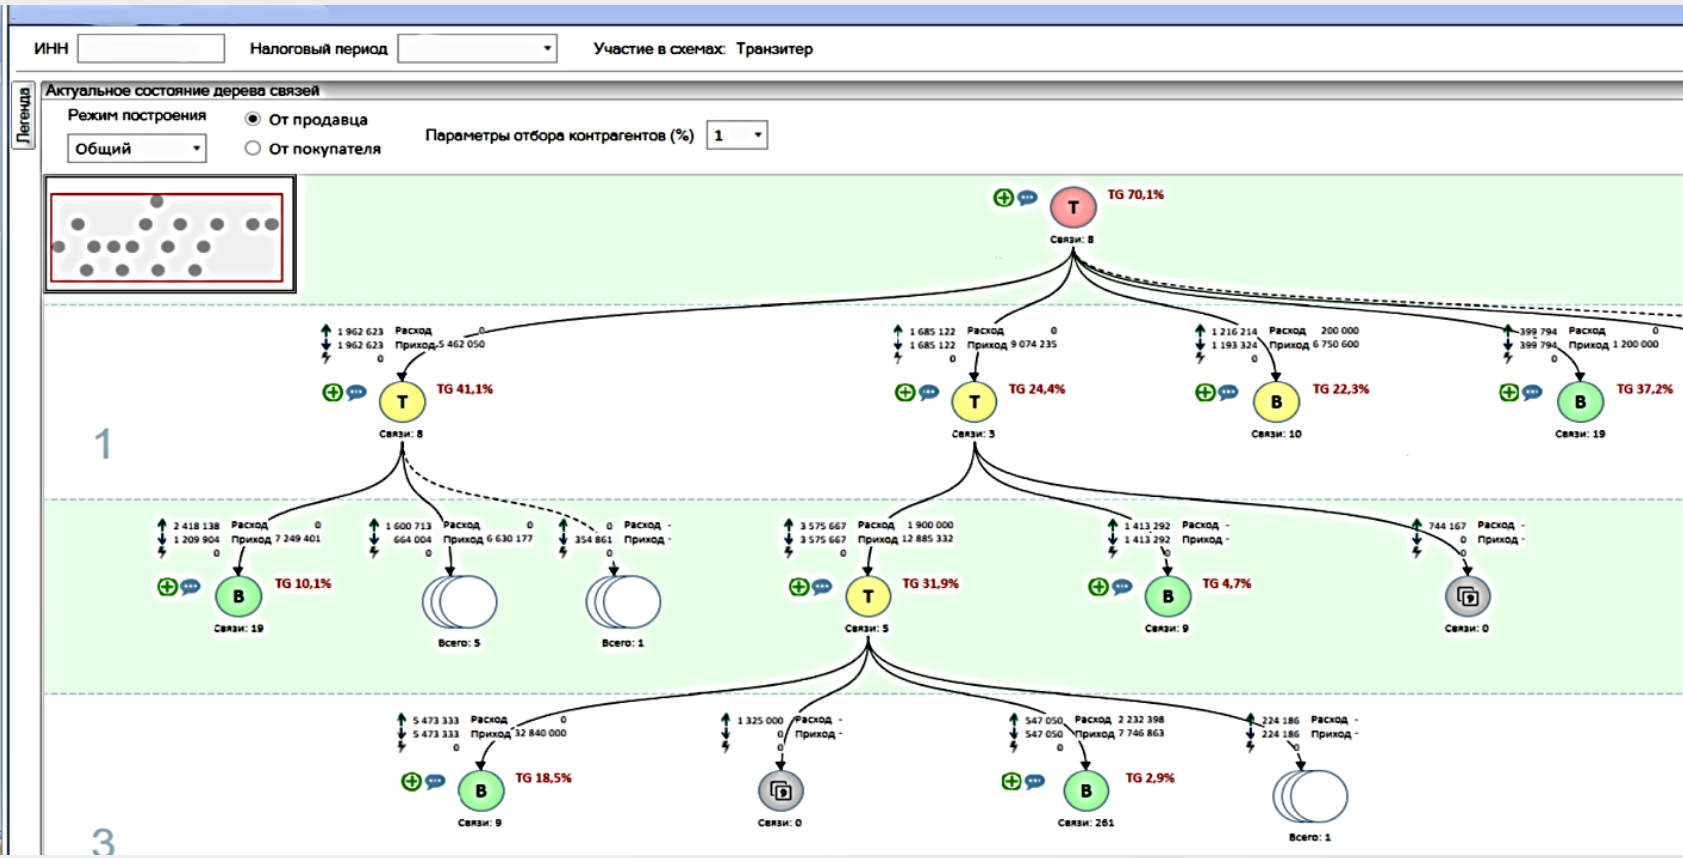 ИНН Налоговый период Участие в схемах: Транзитер
Легенда
Актуальное состояние дерева связей
Режим построения
Общий
От продавца
От покупателя
Параметры отбора контрагентов (%) 1
T TG 70,1%
Связи: 8
1
1 962 623 Расход 0
1 962 623 Приход 5 462 050
0
T TG 41,1%
Связи: 8
1 685 122 Расход 0
1 685 122 Приход 9 074 235
0
T TG 24,4%
Связи: 3
1 216 214 Расход 200 000
1 193 324 Приход 6 750 600
0
B TG 22,3%
Связи: 10
399 794 Расход 0
399 794 Приход 1 200 000
0
B TG 37,2%
Связи: 19
2 418 138 Расход 0
1 209 904 Приход 7 249 401
0
B TG 10,1%
Связи: 19
1 600 713 Расход 0
664 004 Приход 6 630 177
0
Всего: 5
0 Расход -
354 861 Приход -
0
Всего: 1
3 575 667 Расход 1 900 000
3 575 667 Приход 12 885 332
0
T TG 31,9%
Связи: 5
1 413 292 Расход -
1 413 292 Приход -
0
B TG 4,7%
Связи: 9
744 167 Расход -
0 Приход -
0
9
Связи: 0
3
5 473 333 Расход 0
5 473 333 Приход 32 840 000
0
B TG 18,5%
Связи: 9
1 325 000 Расход -
0 Приход -
0
9
Связи: 0
547 050 Расход 2 232 398
547 050 Приход 7 746 863
0
B TG 2,9%
Связи: 261
224 186 Расход -
224 186 Приход -
0
Всего: 1